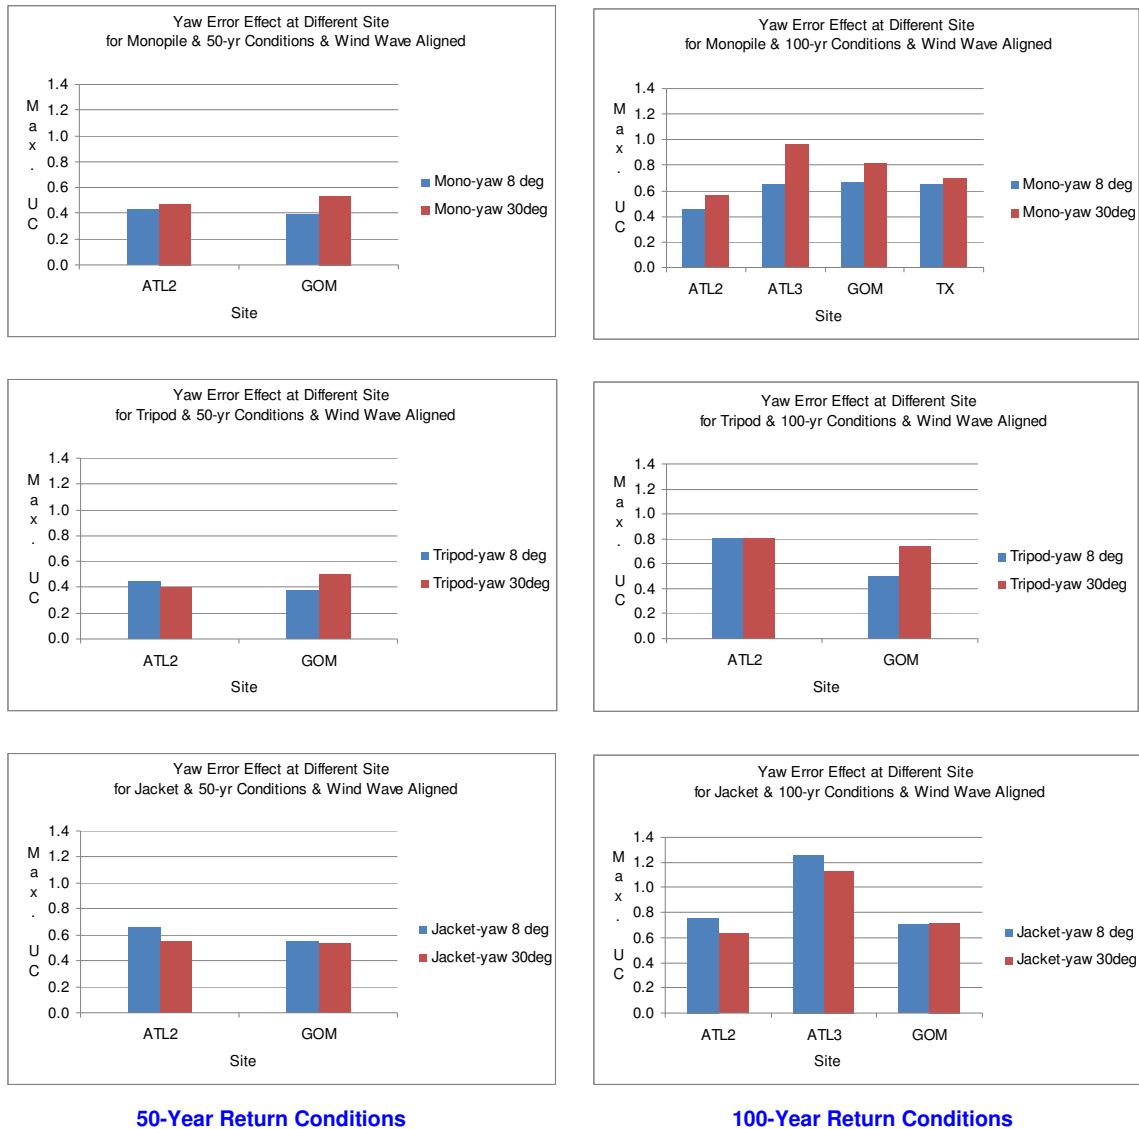 Yaw Error Effect at Different Site
for Monopile & 50-yr Conditions & Wind Wave Aligned
1.4
1.2
1.0
0.8
0.6
0.4
0.2
0.0
Max. UC
Mono-yaw 8 deg
Mono-yaw 30deg
ATL2 GOM
Site
Yaw Error Effect at Different Site
for Monopile & 100-yr Conditions & Wind Wave Aligned
1.4
1.2
1.0
0.8
0.6
0.4
0.2
0.0
Max. UC
Mono-yaw 8 deg
Mono-yaw 30deg
ATL2 ATL3 GOM TX
Site
Yaw Error Effect at Different Site
for Tripod & 50-yr Conditions & Wind Wave Aligned
1.4
1.2
1.0
0.8
0.6
0.4
0.2
0.0
Max. UC
Tripod-yaw 8 deg
Tripod-yaw 30deg
ATL2 GOM
Site
Yaw Error Effect at Different Site
for Tripod & 100-yr Conditions & Wind Wave Aligned
1.4
1.2
1.0
0.8
0.6
0.4
0.2
0.0
Max. UC
Tripod-yaw 8 deg
Tripod-yaw 30deg
ATL2 GOM
Site
Yaw Error Effect at Different Site
for Jacket & 50-yr Conditions & Wind Wave Aligned
1.4
1.2
1.0
0.8
0.6
0.4
0.2
0.0
Max. UC
Jacket-yaw 8 deg
Jacket-yaw 30deg
ATL2 GOM
Site
Yaw Error Effect at Different Site
for Jacket & 100-yr Conditions & Wind Wave Aligned
1.4
1.2
1.0
0.8
0.6
0.4
0.2
0.0
Max. UC
Jacket-yaw 8 deg
Jacket-yaw 30deg
ATL2 ATL3 GOM
Site
50-Year Return Conditions
100-Year Return Conditions